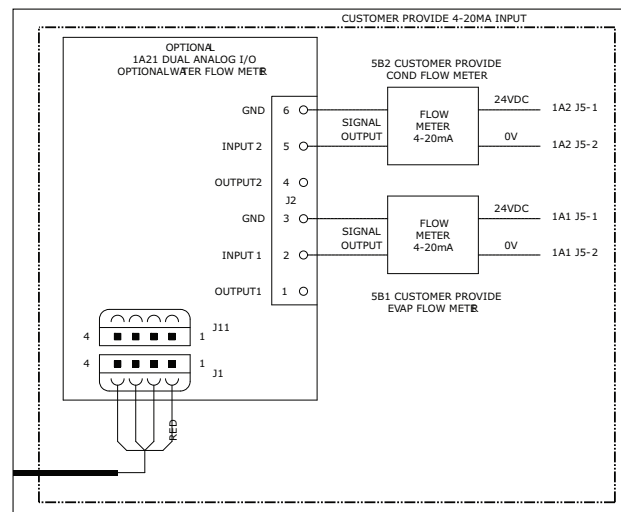 CUSTOMER PROVIDE 4-20MA INPUT
OPTIONAL
1A21 DUAL ANALOG I/O
OPTIONAL WATER FLOW METER
5B2 CUSTOMER PROVIDE
COND FLOW METER
GND 6
INPUT 2 5
OUTPUT2 4
J2
GND 3
INPUT 1 2
OUTPUT1 1
SIGNAL
OUTPUT
FLOW
METER
4-20mA
24VDC 1A2 J5-1
0V 1A2 J5-2
SIGNAL
OUTPUT
FLOW
METER
4-20mA
24VDC 1A1 J5-1
0V 1A1 J5-2
5B1 CUSTOMER PROVIDE
EVAP FLOW METER
J11
4 1
4 1
J1
RED